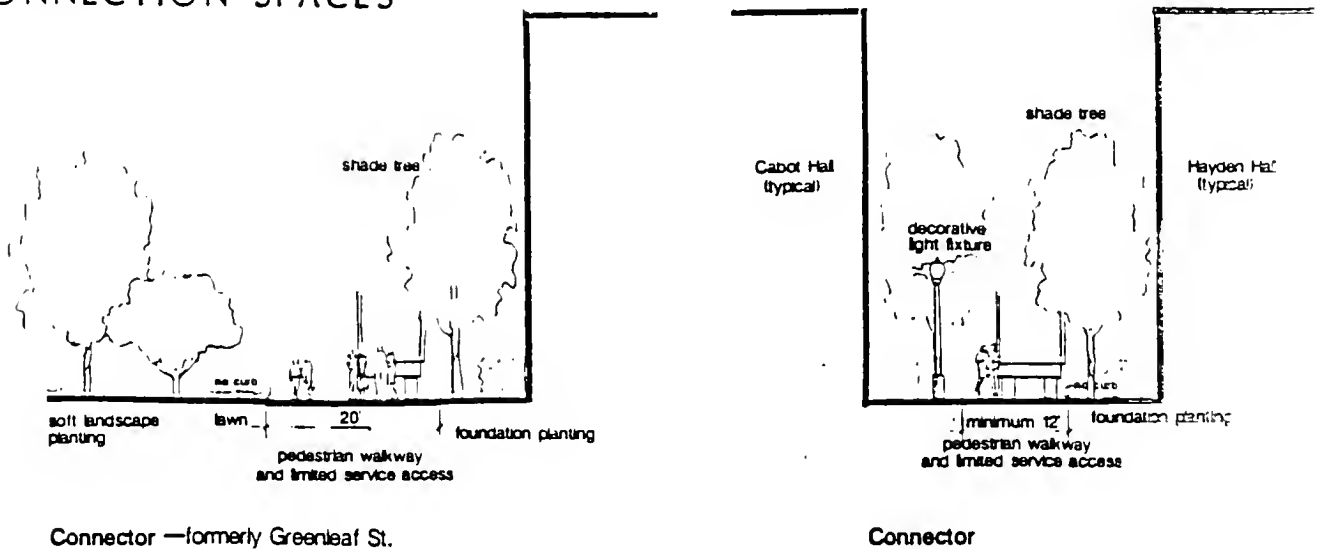 ONNECTION SPACES
shade tree
no curb
soft landscape
planting
lawn
20'
foundation planting
pedestrian walkway
and limited service access
Connector —formerly Greenleaf St.
shade tree
Cabot Hall
(typical)
Hayden Hall
(typical)
decorative
light fixture
no curb
minimum 12'
foundation planting
pedestrian walkway
and limited service access
Connector